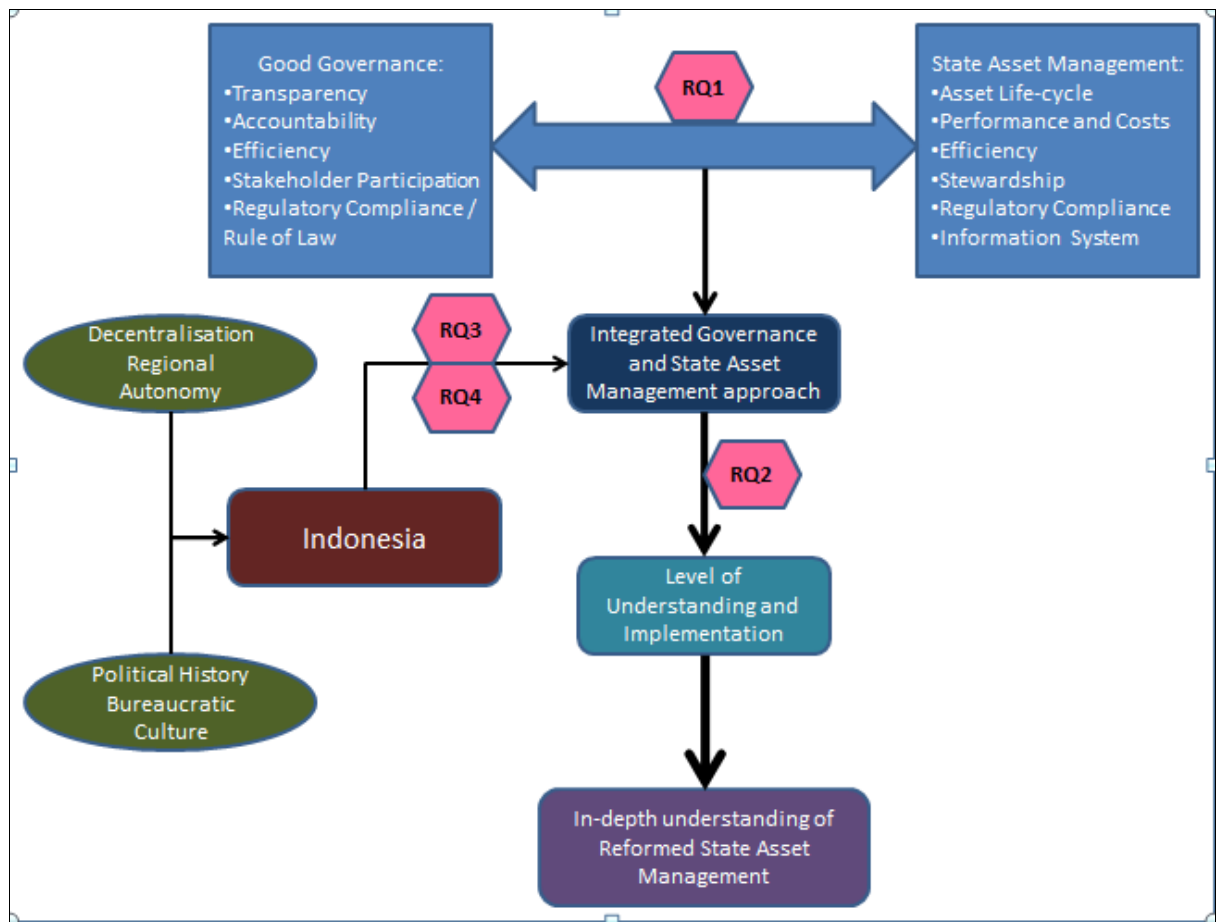 Good Governance:
•Transparency
•Accountability
•Efficiency
•Stakeholder Participation
•Regulatory Compliance /
Rule of Law
RQ1
State Asset Management:
•Asset Life-cycle
•Performance and Costs
•Efficiency
•Stewardship
•Regulatory Compliance
•Information System
Decentralisation
Regional
Autonomy
RQ3
RQ4
Integrated Governance
and State Asset
Management approach
RQ2
Indonesia
Level of
Understanding and
Implementation
Political History
Bureaucratic
Culture
In-depth understanding of
Reformed State Asset
Management